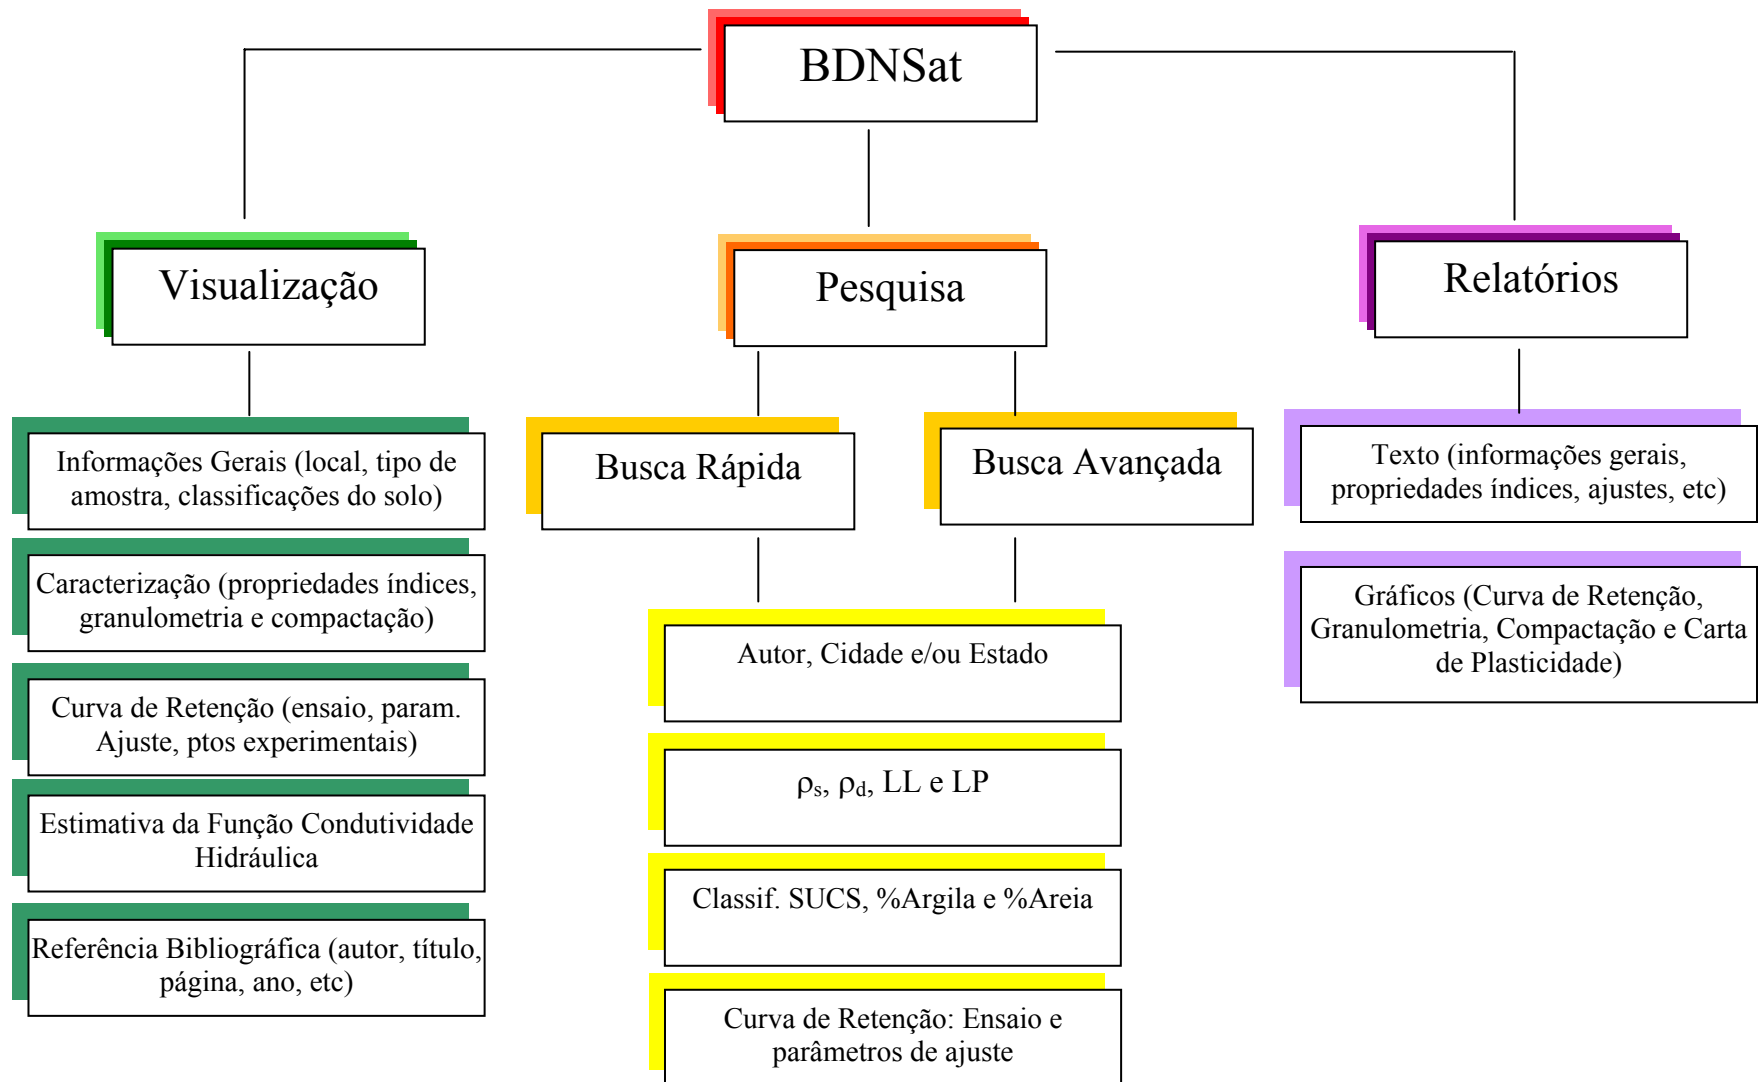 BDNSat
Visualização
Pesquisa
Relatórios
Informações Gerais (local, tipo de
amostra, classificações do solo)
Caracterização (propriedades índices,
granulometria e compactação)
Curva de Retenção (ensaio, param.
Ajuste, ptos experimentais)
Estimativa da Função Condutividade
Hidráulica
Referência Bibliográfica (autor, título,
página, ano, etc)
Busca Rápida
Busca Avançada
Autor, Cidade e/ou Estado
ρs, ρd, LL e LP
Classif. SUCS, %Argila e %Areia
Curva de Retenção: Ensaio e
parâmetros de ajuste
Texto (informações gerais,
propriedades índices, ajustes, etc)
Gráficos (Curva de Retenção,
Granulometria, Compactação e Carta
de Plasticidade)